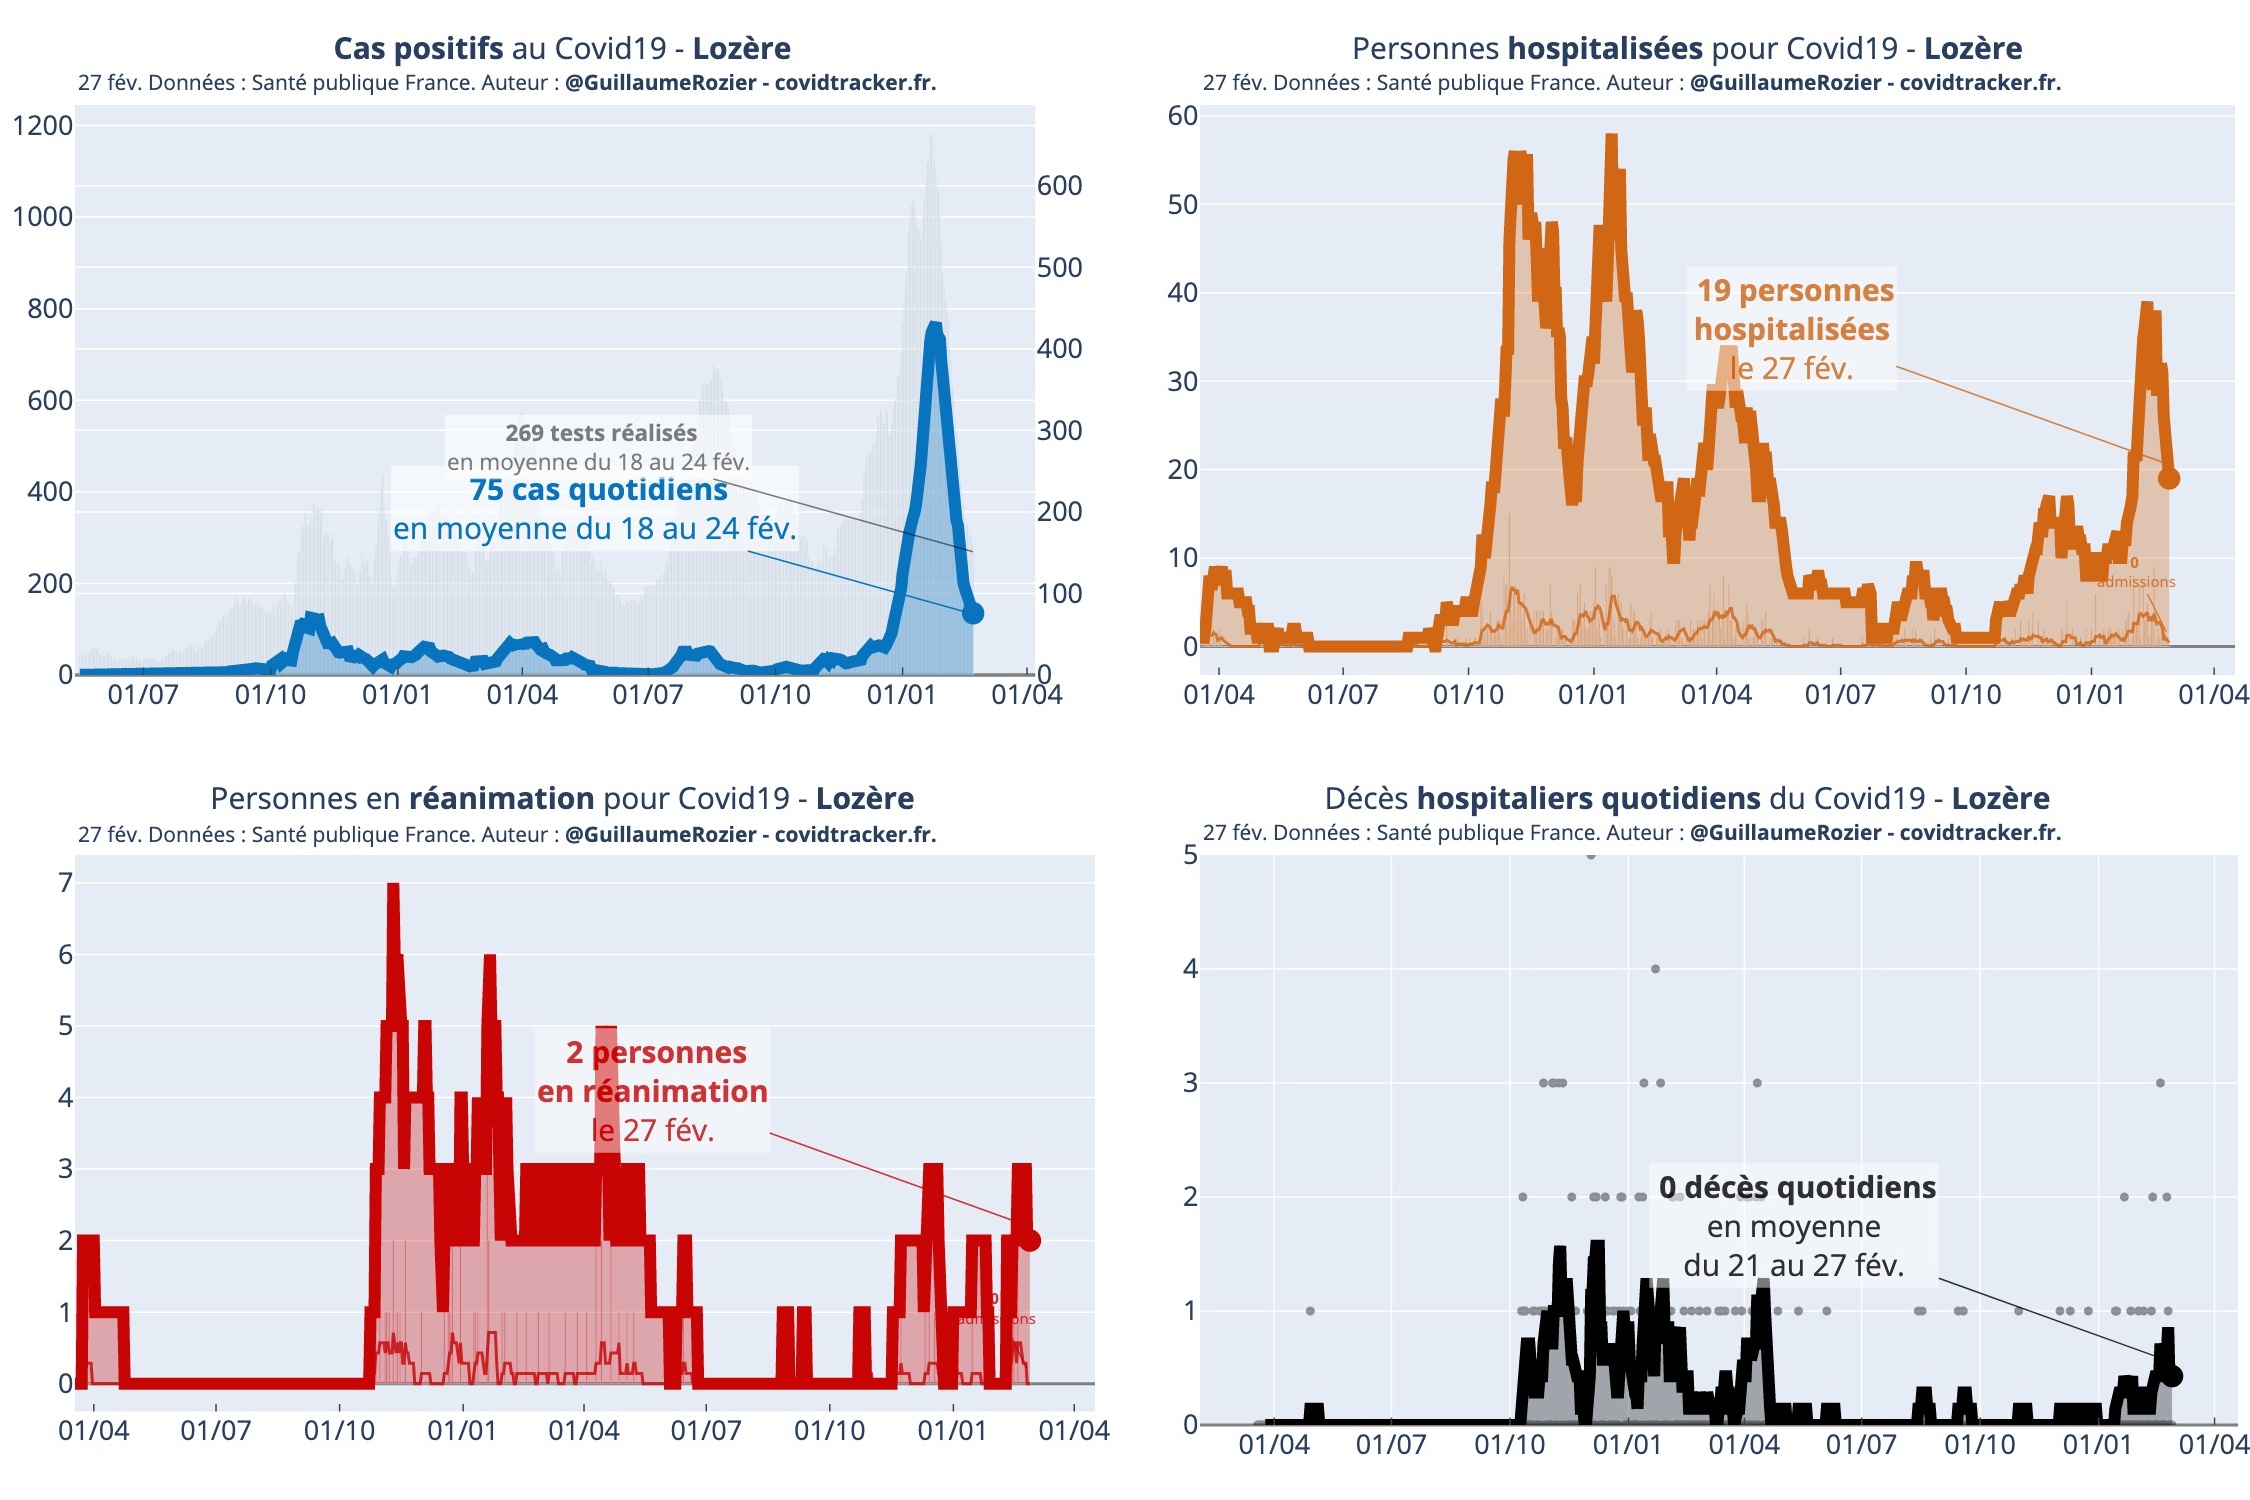 Cas positifs au Covid19 - Lozère
27 fév. Données : Santé publique France. Auteur : @GuillaumeRozier - covidtracker.fr.
1200
1000
800
600
400
200
0
600
500
400
300
200
100
0
269 tests réalisés
en moyenne du 18 au 24 fév.
75 cas quotidiens
en moyenne du 18 au 24 fév.
01/07 01/10 01/01 01/04 01/07 01/10 01/01 01/04
Personnes hospitalisées pour Covid19 - Lozère
27 fév. Données : Santé publique France. Auteur : @GuillaumeRozier - covidtracker.fr.
60
50
40
30
20
10
0
19 personnes
hospitalisées
le 27 fév.
0
admissions
01/04 01/07 01/10 01/01 01/04 01/07 01/10 01/01 01/04
Personnes en réanimation pour Covid19 - Lozère
27 fév. Données : Santé publique France. Auteur : @GuillaumeRozier - covidtracker.fr.
7
6
5
4
3
2
1
0
2 personnes
en réanimation
le 27 fév.
0
admissions
01/04 01/07 01/10 01/01 01/04 01/07 01/10 01/01 01/04
Décès hospitaliers quotidiens du Covid19 - Lozère
27 fév. Données : Santé publique France. Auteur : @GuillaumeRozier - covidtracker.fr.
5
4
3
2
1
0
0 décès quotidiens
en moyenne
du 21 au 27 fév.
01/04 01/07 01/10 01/01 01/04 01/07 01/10 01/01 01/04